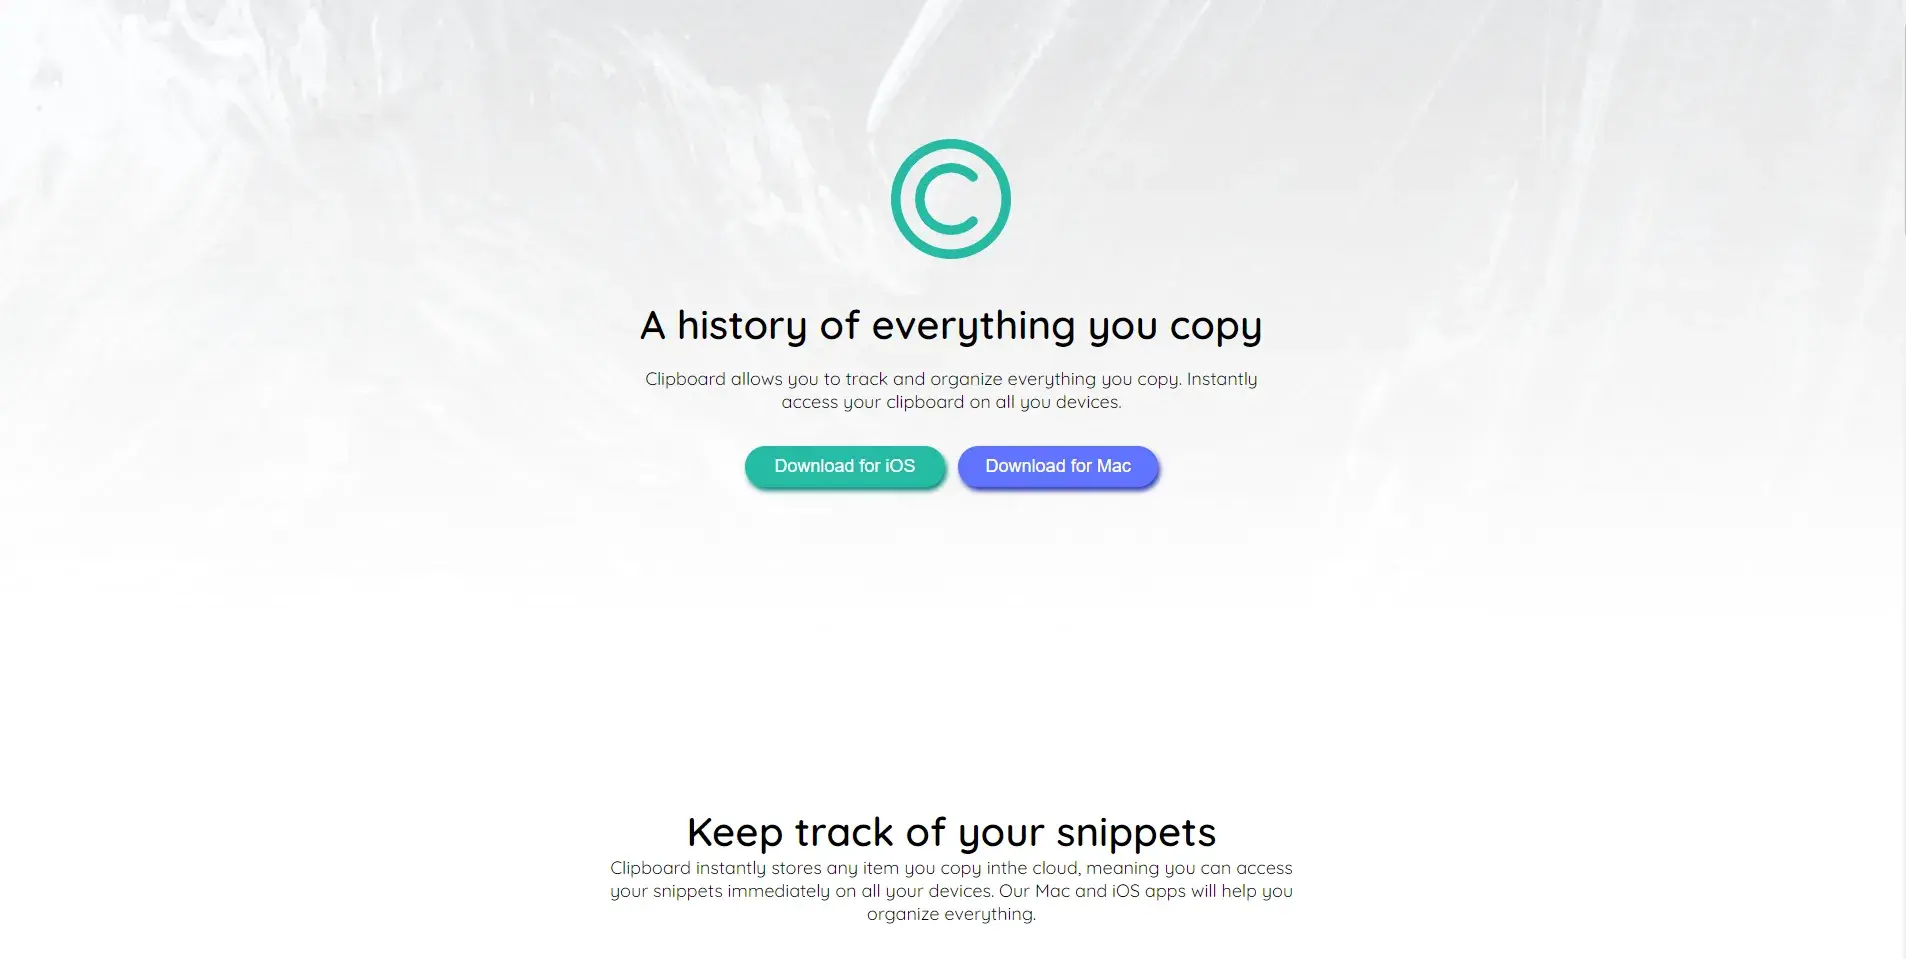 A history of everything you copy
Clipboard allows you to track and organize everything you copy. Instantly
access your clipboard on all you devices.
Download for iOS
Download for Mac
Keep track of your snippets
Clipboard instantly stores any item you copy inthe cloud, meaning you can access
your snippets immediately on all your devices. Our Mac and iOS apps will help you
organize everything.